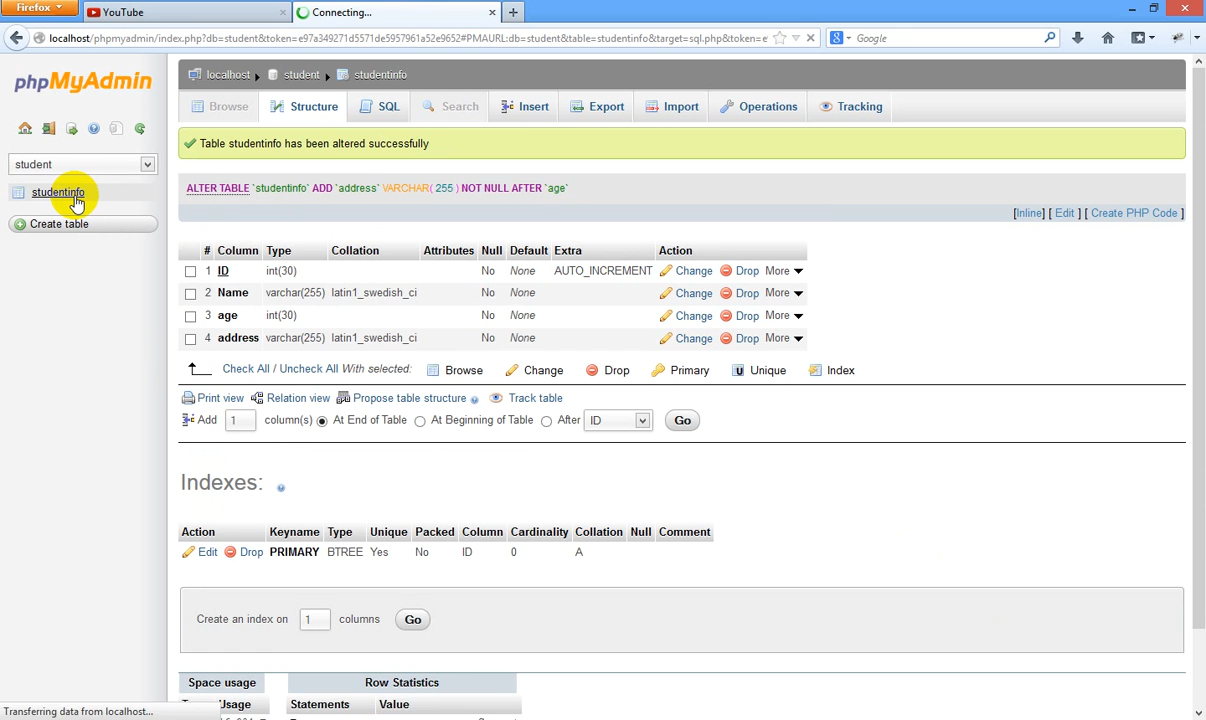 Firefox
YouTube
Connecting...
localhost/phpmyadmin/index.php?db=student&token=e97a349271d5571de5957961a52e9652#PMAURL:db=student&table=studentinfo&target=sql.php&token=e
Google
phpMyAdmin
student
studentinfo
Create table
localhost student studentinfo
Browse Structure SQL Search Insert Export Import Operations Tracking
Table studentinfo has been altered successfully
ALTER TABLE `studentinfo` ADD `address` VARCHAR( 255 ) NOT NULL AFTER `age`
[Inline] [ Edit ] [ Create PHP Code ]
# Column Type Collation Attributes Null Default Extra Action
1 ID int(30) No None AUTO_INCREMENT Change Drop More
2 Name varchar(255) latin1_swedish_ci No None Change Drop More
3 age int(30) No None Change Drop More
4 address varchar(255) latin1_swedish_ci No None Change Drop More
Check All / Uncheck All With selected: Browse Change Drop Primary Unique Index
Print view Relation view Propose table structure Track table
Add 1 column(s) At End of Table At Beginning of Table After ID Go
Indexes:
Action Keyname Type Unique Packed Column Cardinality Collation Null Comment
Edit Drop PRIMARY BTREE Yes No ID 0 A
Create an index on 1 columns Go
Space usage Row Statistics
Usage Statements Value
Transferring data from localhost...